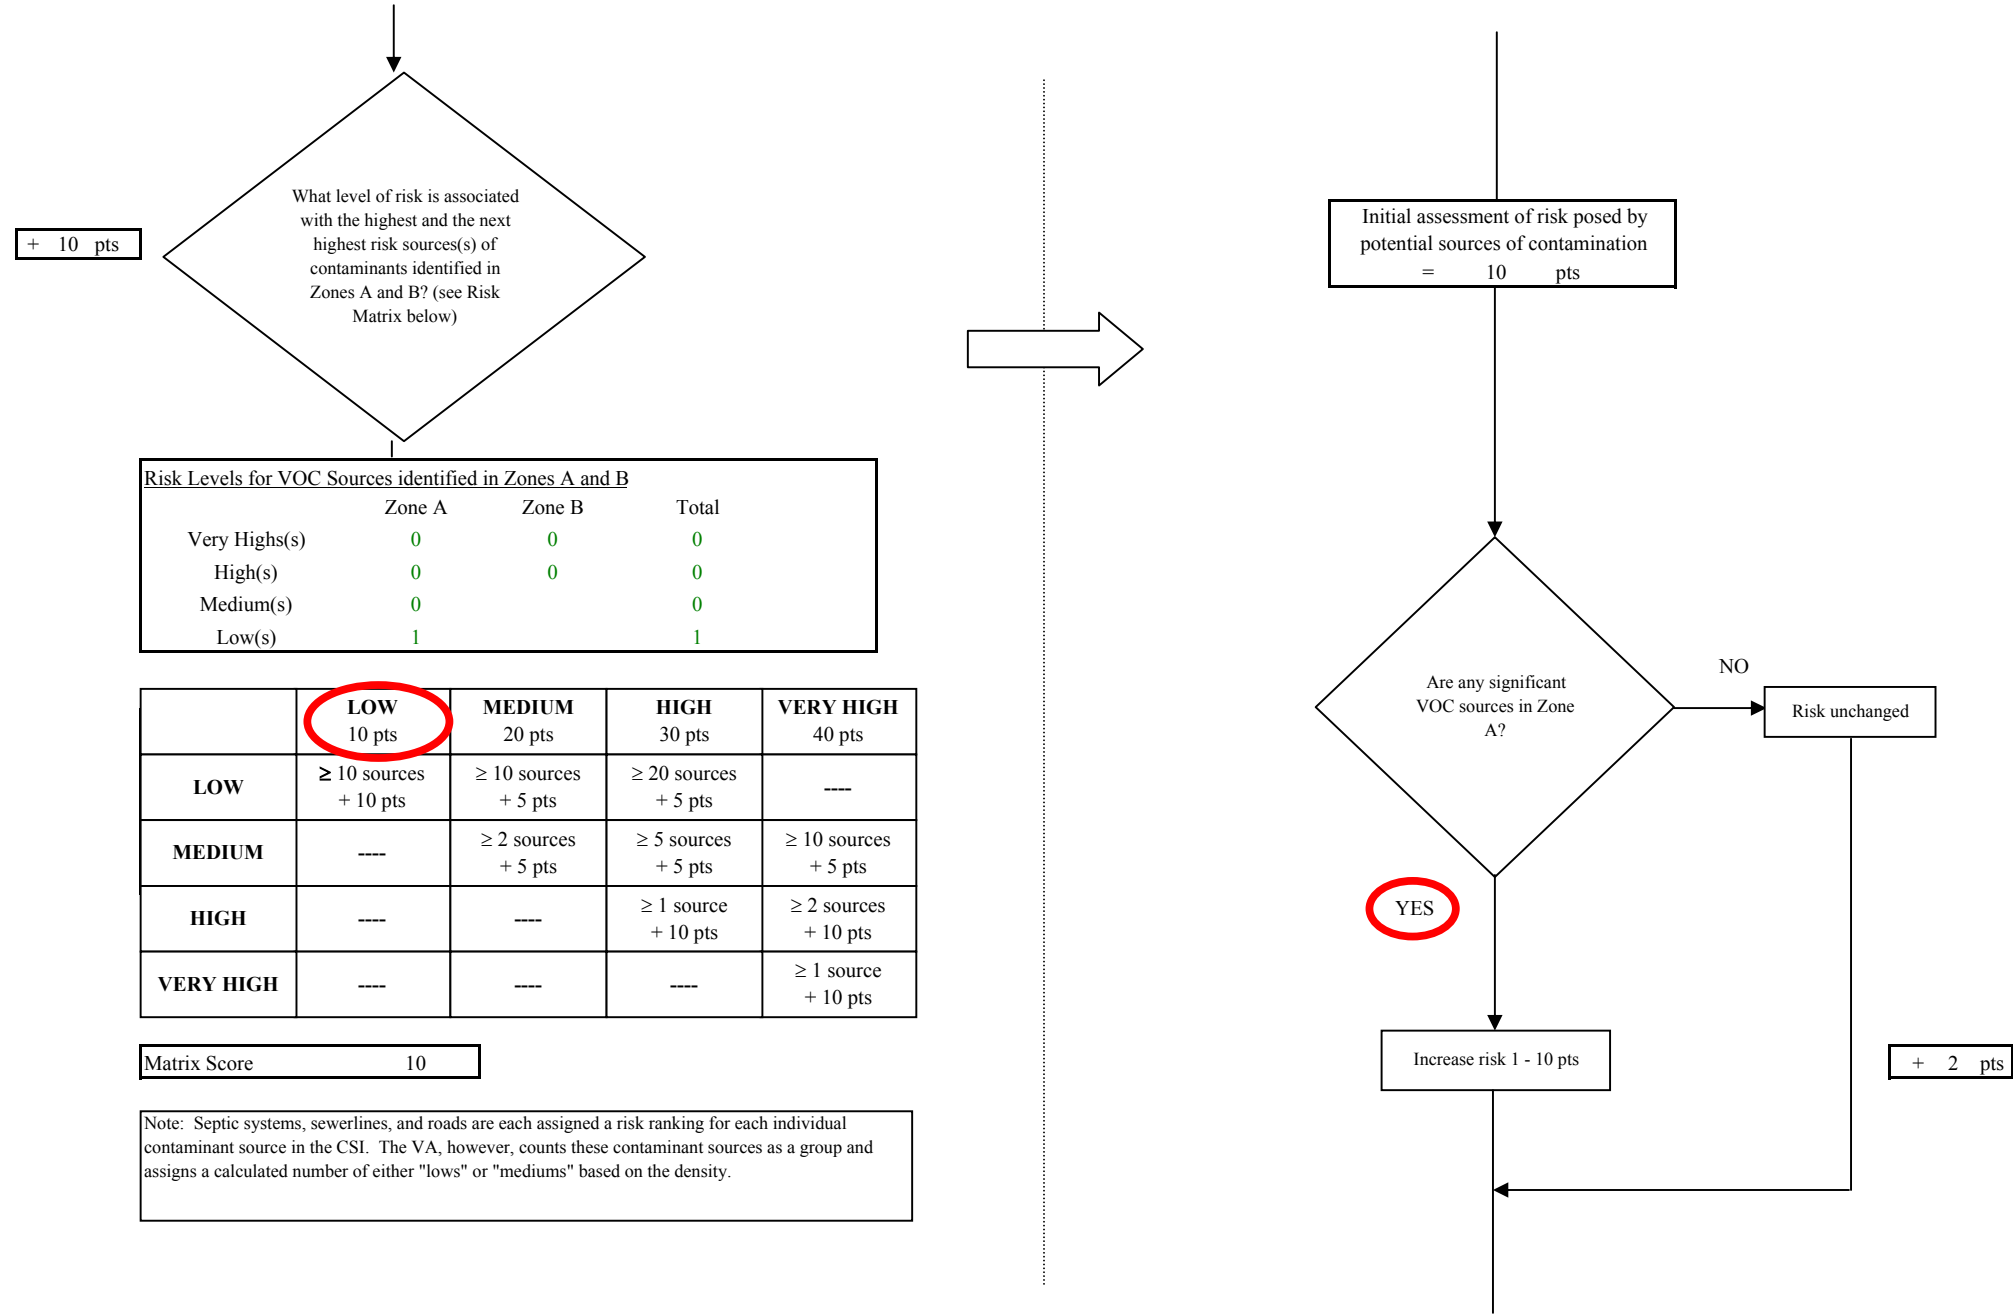 What level of risk is associated
with the highest and the next
highest risk sources(s) of
contaminants identified in
Zones A and B? (see Risk
Matrix below)
+ 10 pts
Risk Levels for VOC Sources identified in Zones A and B
Zone A Zone B Total
Very Highs(s) 0 0 0
High(s) 0 0 0
Medium(s) 0 0
Low(s) 1 1
LOW MEDIUM HIGH VERY HIGH
10 pts 20 pts 30 pts 40 pts
LOW ≥ 10 sources ≥ 10 sources ≥ 20 sources ----
+ 10 pts + 5 pts + 5 pts
MEDIUM ---- ≥ 2 sources ≥ 5 sources ≥ 10 sources
+ 5 pts + 5 pts + 5 pts
HIGH ---- ---- ≥ 1 source ≥ 2 sources
+ 10 pts + 10 pts
VERY HIGH ---- ---- ---- ≥ 1 source
+ 10 pts
Matrix Score 10
Note: Septic systems, sewerlines, and roads are each assigned a risk ranking for each individual
contaminant source in the CSI. The VA, however, counts these contaminant sources as a group and
assigns a calculated number of either "lows" or "mediums" based on the density.
Initial assessment of risk posed by
potential sources of contamination
= 10 pts
Are any significant
VOC sources in Zone
A?
NO
Risk unchanged
YES
Increase risk 1 - 10 pts
+ 2 pts